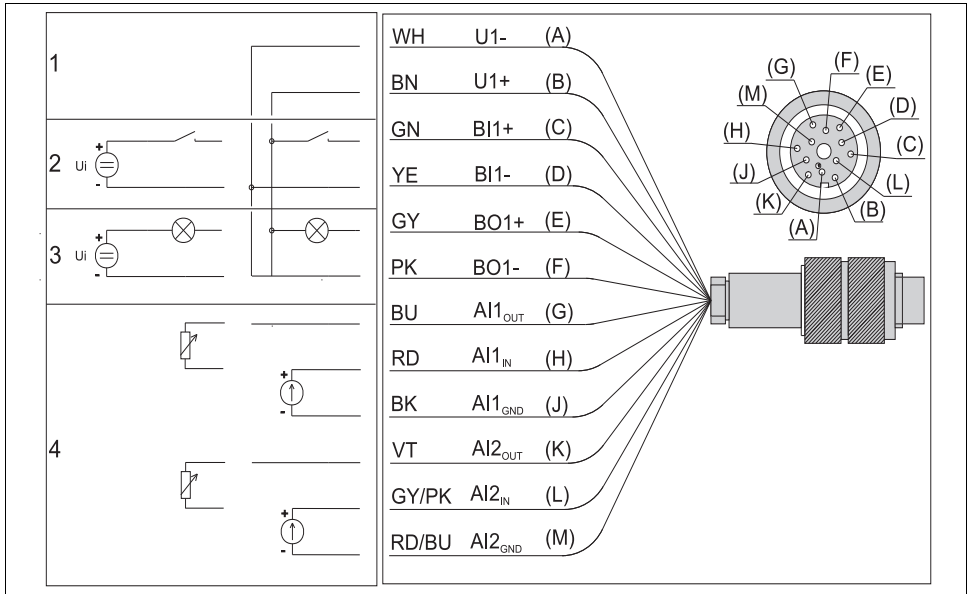 1
2 Ui + -
3 Ui + -
4
+ -
+ -
WH U1- (A)
BN U1+ (B)
GN BI1+ (C)
YE BI1- (D)
GY BO1+ (E)
PK BO1- (F)
BU AI1OUT (G)
RD AI1IN (H)
BK AI1GND (J)
VT AI2OUT (K)
GY/PK AI2IN (L)
RD/BU AI2GND (M)
(F)
(G) (E)
(M) (D)
(H) (C)
(J) (L)
(K) (B)
(A)